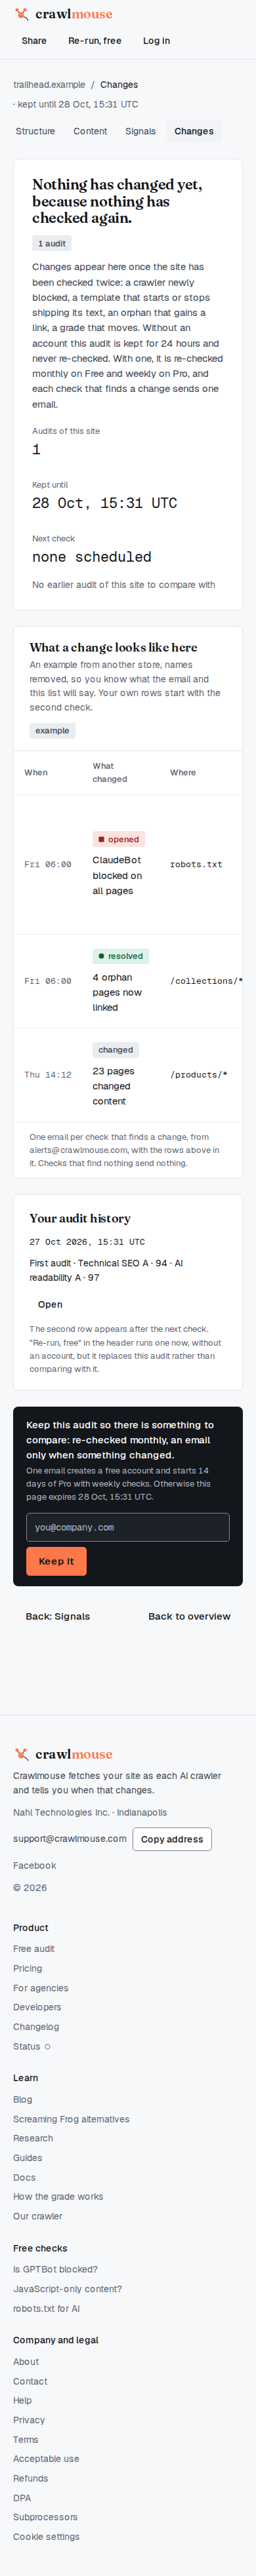 crawlmouse
Share Re-run, free Log in
trailhead.example / Changes
· kept until 28 Oct, 15:31 UTC
Structure Content Signals Changes
Nothing has changed yet,
because nothing has
checked again.
1 audit
Changes appear here once the site has
been checked twice: a crawler newly
blocked, a template that starts or stops
shipping its text, an orphan that gains a
link, a grade that moves. Without an
account this audit is kept for 24 hours and
never re-checked. With one, it is re-checked
monthly on Free and weekly on Pro, and
each check that finds a change sends one
email.
Audits of this site
1
Kept until
28 Oct, 15:31 UTC
Next check
none scheduled
No earlier audit of this site to compare with
What a change looks like here
An example from another store, names
removed, so you know what the email and
this list will say. Your own rows start with the
second check.
example
When What changed Where
Fri 06:00 opened ClaudeBot blocked on all pages robots.txt
Fri 06:00 resolved 4 orphan pages now linked /collections/*
Thu 14:12 changed 23 pages changed content /products/*
One email per check that finds a change, from
alerts@crawlmouse.com, with the rows above in
it. Checks that find nothing send nothing.
Your audit history
27 Oct 2026, 15:31 UTC
First audit · Technical SEO A · 94 · AI
readability A · 97
Open
The second row appears after the next check.
"Re-run, free" in the header runs one now, without
an account, but it replaces this audit rather than
comparing with it.
Keep this audit so there is something to
compare: re-checked monthly, an email
only when something changed.
One email creates a free account and starts 14
days of Pro with weekly checks. Otherwise this
page expires 28 Oct, 15:31 UTC.
you@company.com
Keep it
Back: Signals Back to overview
crawlmouse
Crawlmouse fetches your site as each AI crawler
and tells you when that changes.
Nahl Technologies Inc. · Indianapolis
support@crawlmouse.com Copy address
Facebook
© 2026
Product
Free audit
Pricing
For agencies
Developers
Changelog
Status
Learn
Blog
Screaming Frog alternatives
Research
Guides
Docs
How the grade works
Our crawler
Free checks
Is GPTBot blocked?
JavaScript-only content?
robots.txt for AI
Company and legal
About
Contact
Help
Privacy
Terms
Acceptable use
Refunds
DPA
Subprocessors
Cookie settings